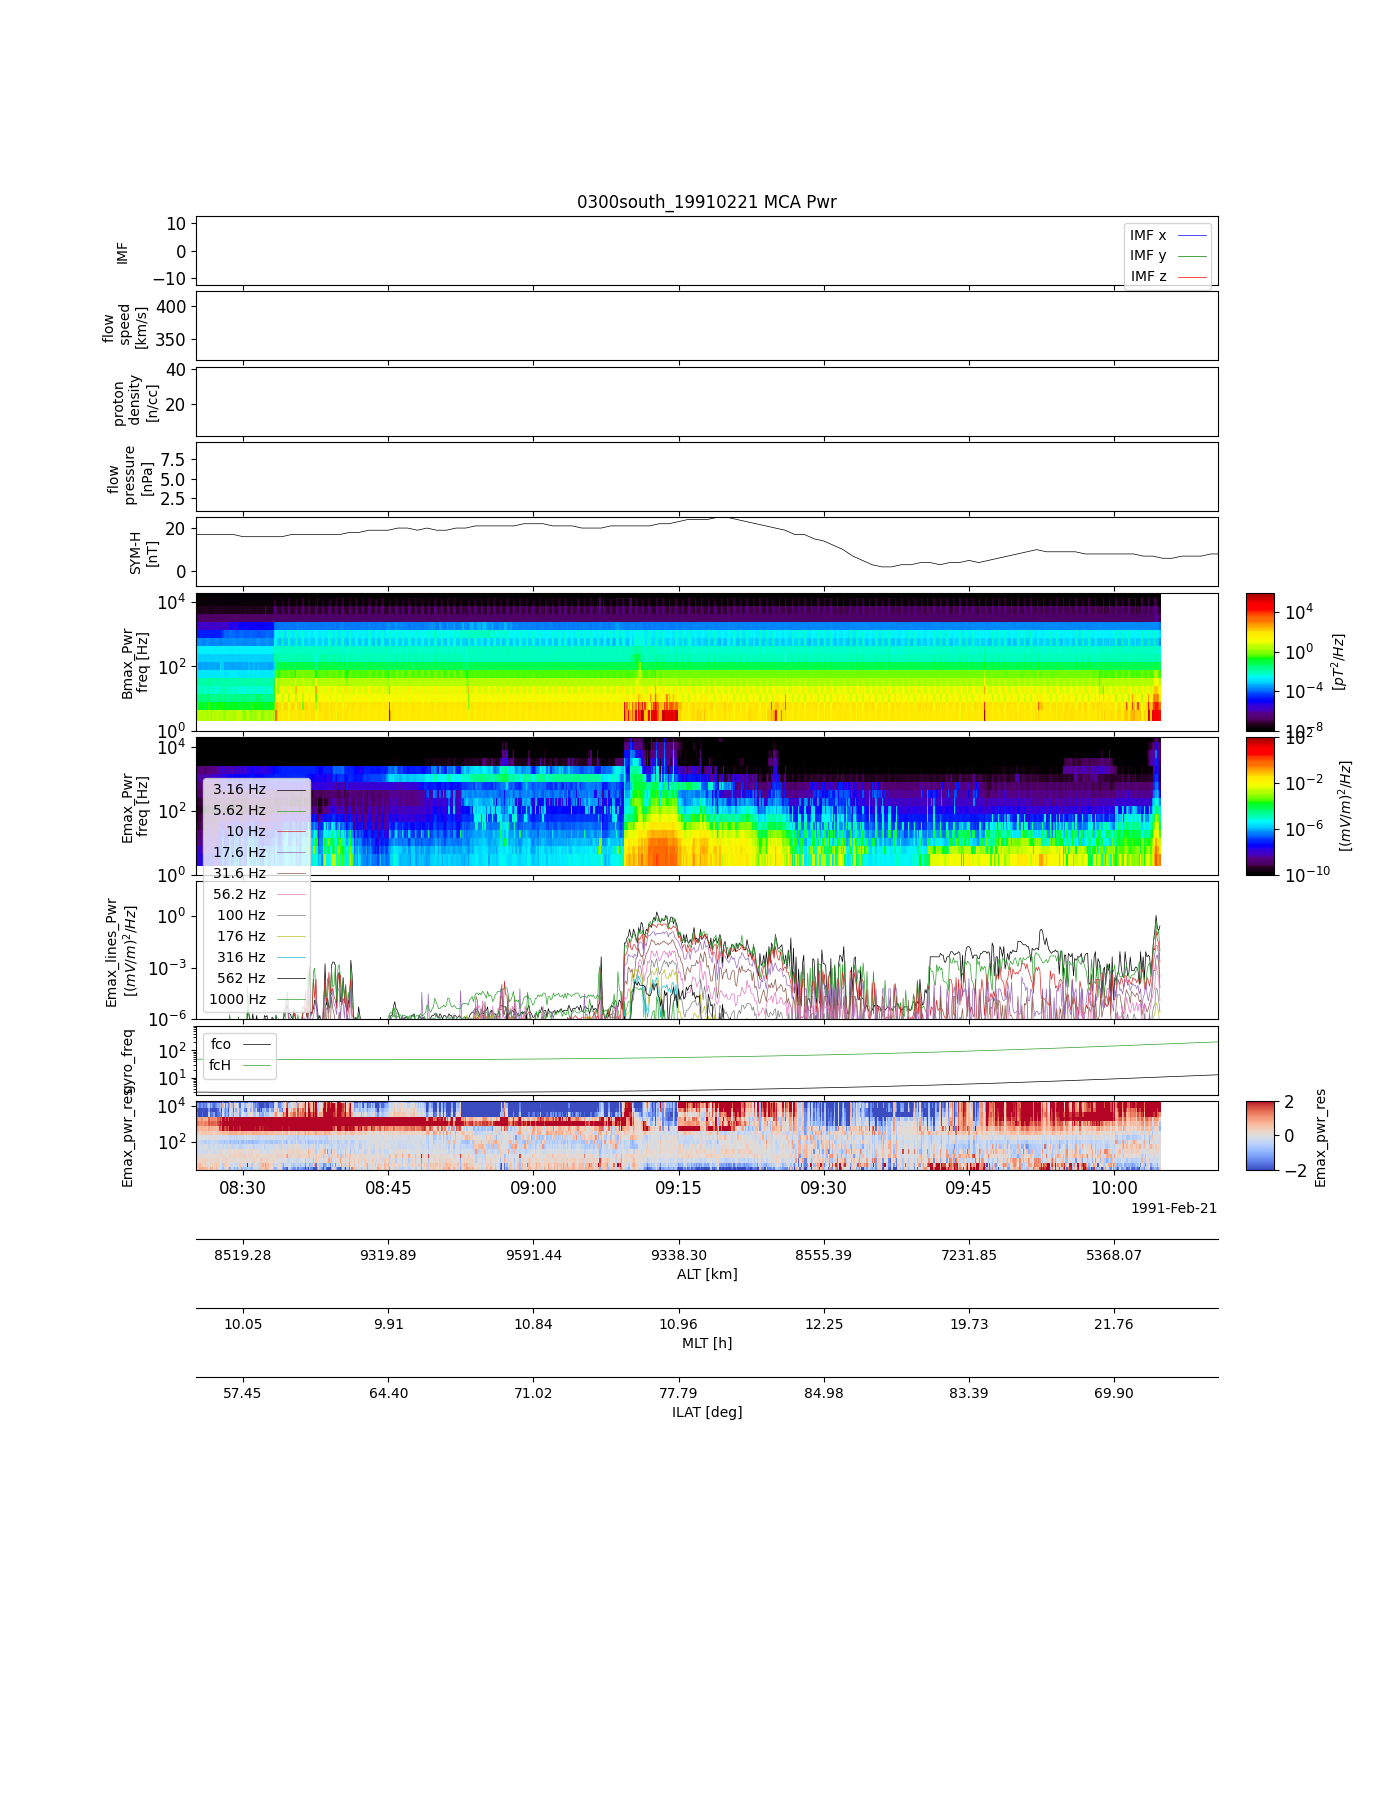 0300south_19910221 MCA Pwr
IMF
10
0
−10
IMF x
IMF y
IMF z
flow
speed
[km/s]
400
350
proton
density
[n/cc]
40
20
flow
pressure
[nPa]
7.5
5.0
2.5
SYM-H
[nT]
20
0
Bmax_Pwr
freq [Hz]
10^4
10^2
10^0
10^4
10^0
10^−4
10^−8
[pT^2/Hz]
Emax_Pwr
freq [Hz]
10^4
10^2
10^0
10^2
10^−2
10^−6
10^−10
[(mV/m)^2/Hz]
3.16 Hz
5.62 Hz
10 Hz
17.6 Hz
31.6 Hz
56.2 Hz
100 Hz
176 Hz
316 Hz
562 Hz
1000 Hz
Emax_lines_Pwr
[(mV/m)^2/Hz]
10^0
10^−3
10^−6
gyro_freq
10^2
10^1
fco
fcH
Emax_pwr_res
10^4
10^2
2
0
−2
Emax_pwr_res
08:30 08:45 09:00 09:15 09:30 09:45 10:00
1991-Feb-21
8519.28 9319.89 9591.44 9338.30 8555.39 7231.85 5368.07
ALT [km]
10.05 9.91 10.84 10.96 12.25 19.73 21.76
MLT [h]
57.45 64.40 71.02 77.79 84.98 83.39 69.90
ILAT [deg]